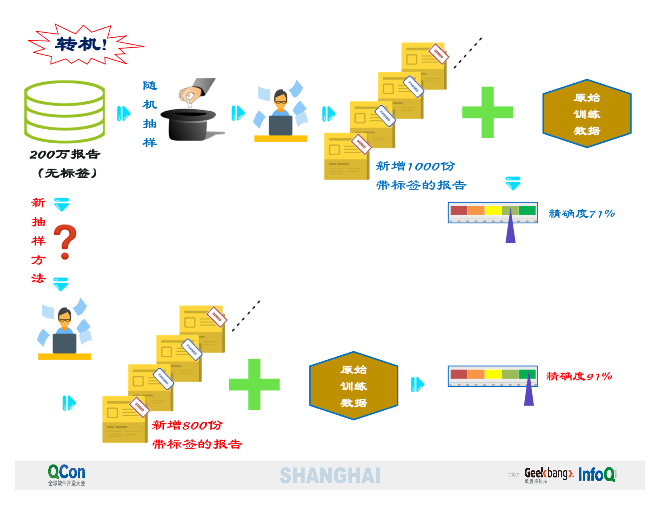 转机!
200万报告
(无标签)
随
机
抽
样
新增1000份
带标签的报告
原始
训练
数据
精确度71%
新
抽
样
方
法
?
新增800份
带标签的报告
原始
训练
数据
精确度91%
QCon
全球软件开发大会
SHANGHAI
Geekbang>.
InfoQ